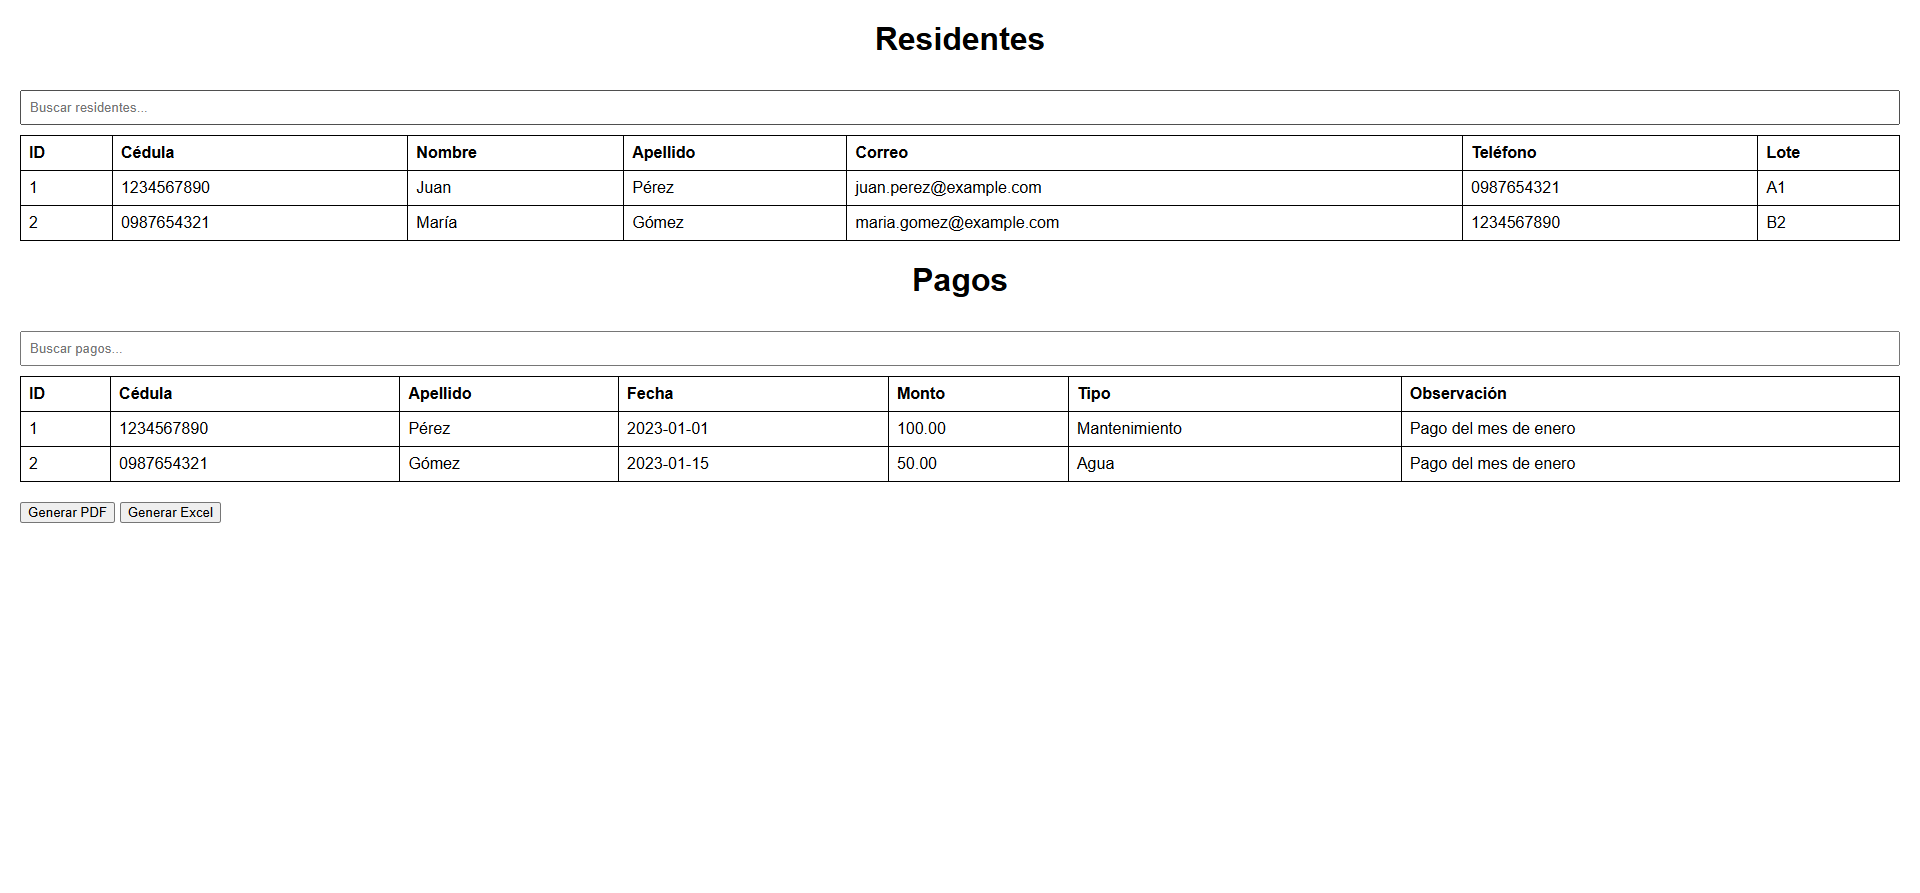 Residentes
Buscar residentes...
ID Cédula Nombre Apellido Correo Teléfono Lote
1 1234567890 Juan Pérez juan.perez@example.com 0987654321 A1
2 0987654321 María Gómez maria.gomez@example.com 1234567890 B2
Pagos
Buscar pagos...
ID Cédula Apellido Fecha Monto Tipo Observación
1 1234567890 Pérez 2023-01-01 100.00 Mantenimiento Pago del mes de enero
2 0987654321 Gómez 2023-01-15 50.00 Agua Pago del mes de enero
Generar PDF Generar Excel